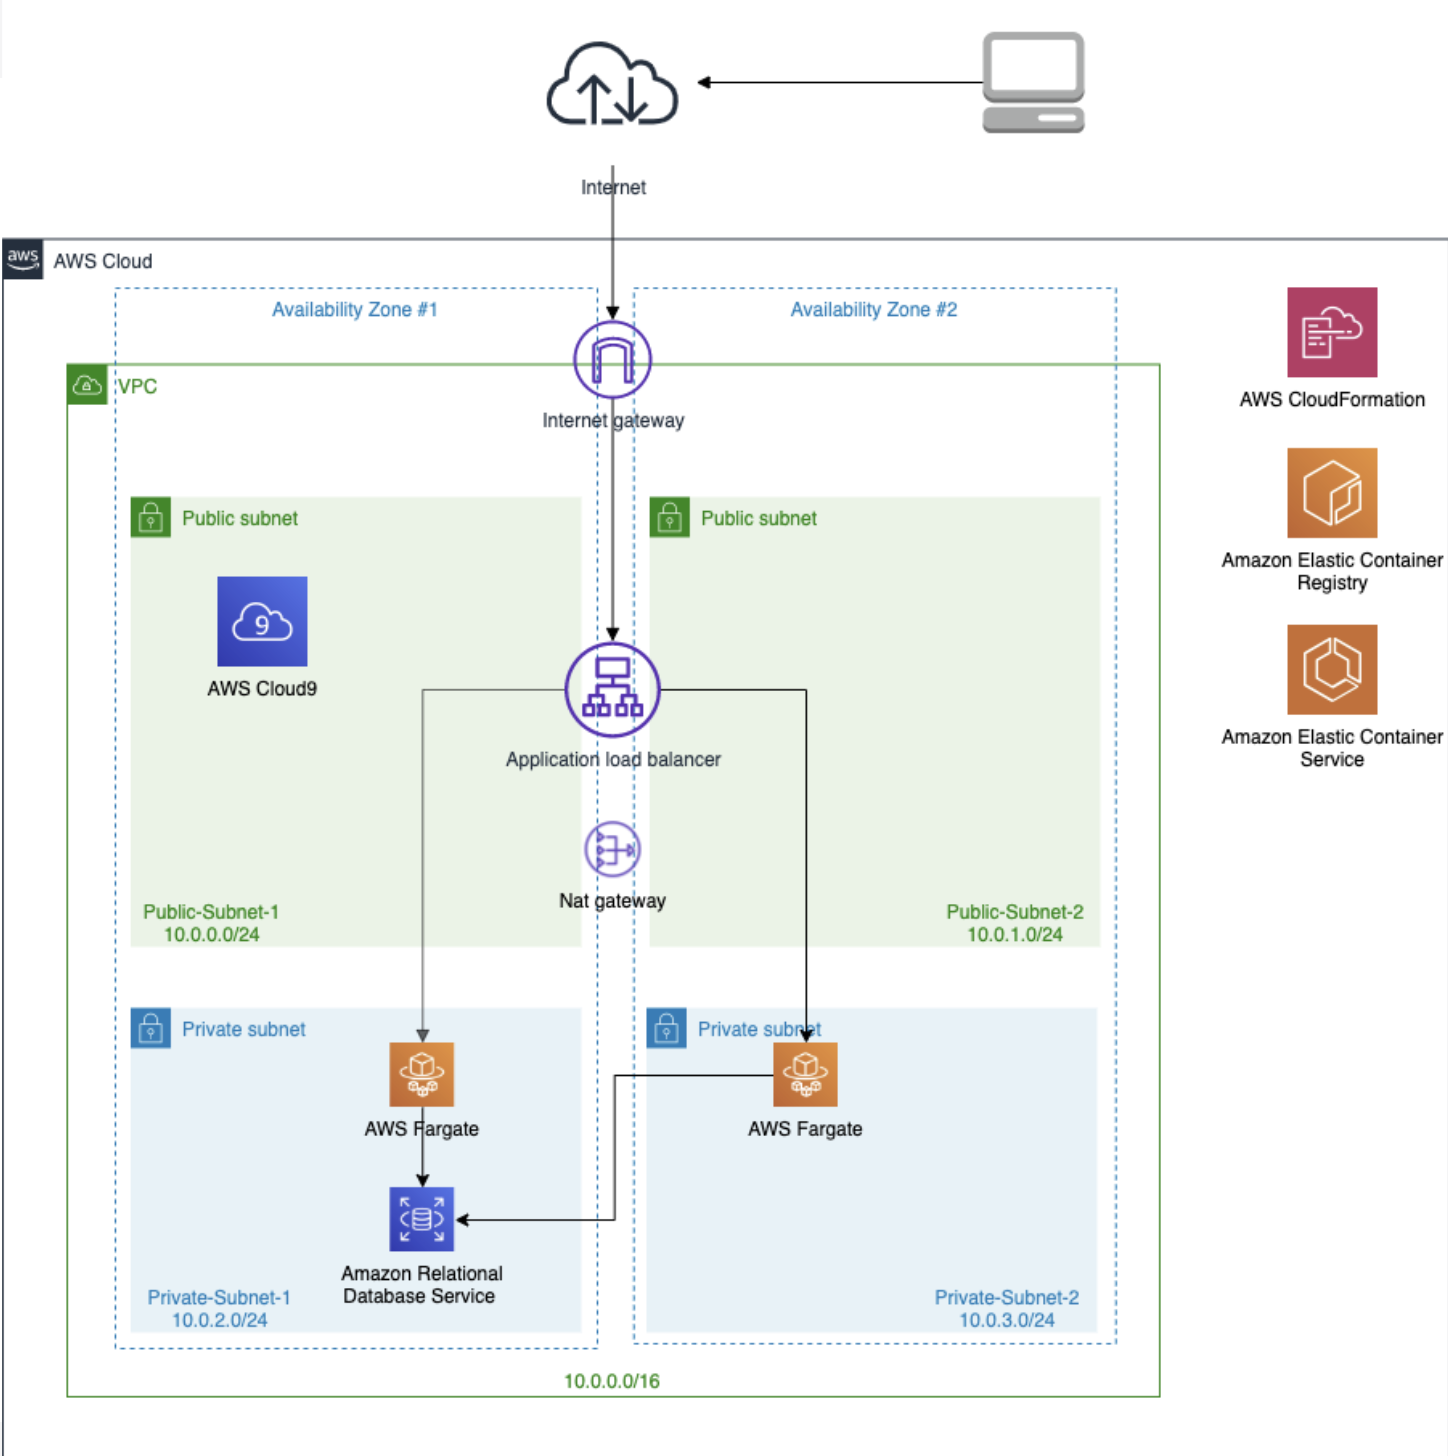 Internet
aws
AWS Cloud
Availability Zone #1
Availability Zone #2
VPC
Internet gateway
AWS CloudFormation
Public subnet
Public subnet
Amazon Elastic Container
Registry
9
AWS Cloud9
Application load balancer
Amazon Elastic Container
Service
Nat gateway
Public-Subnet-1
10.0.0.0/24
Public-Subnet-2
10.0.1.0/24
Private subnet
Private subnet
AWS Fargate
AWS Fargate
Amazon Relational
Database Service
Private-Subnet-1
10.0.2.0/24
Private-Subnet-2
10.0.3.0/24
10.0.0.0/16